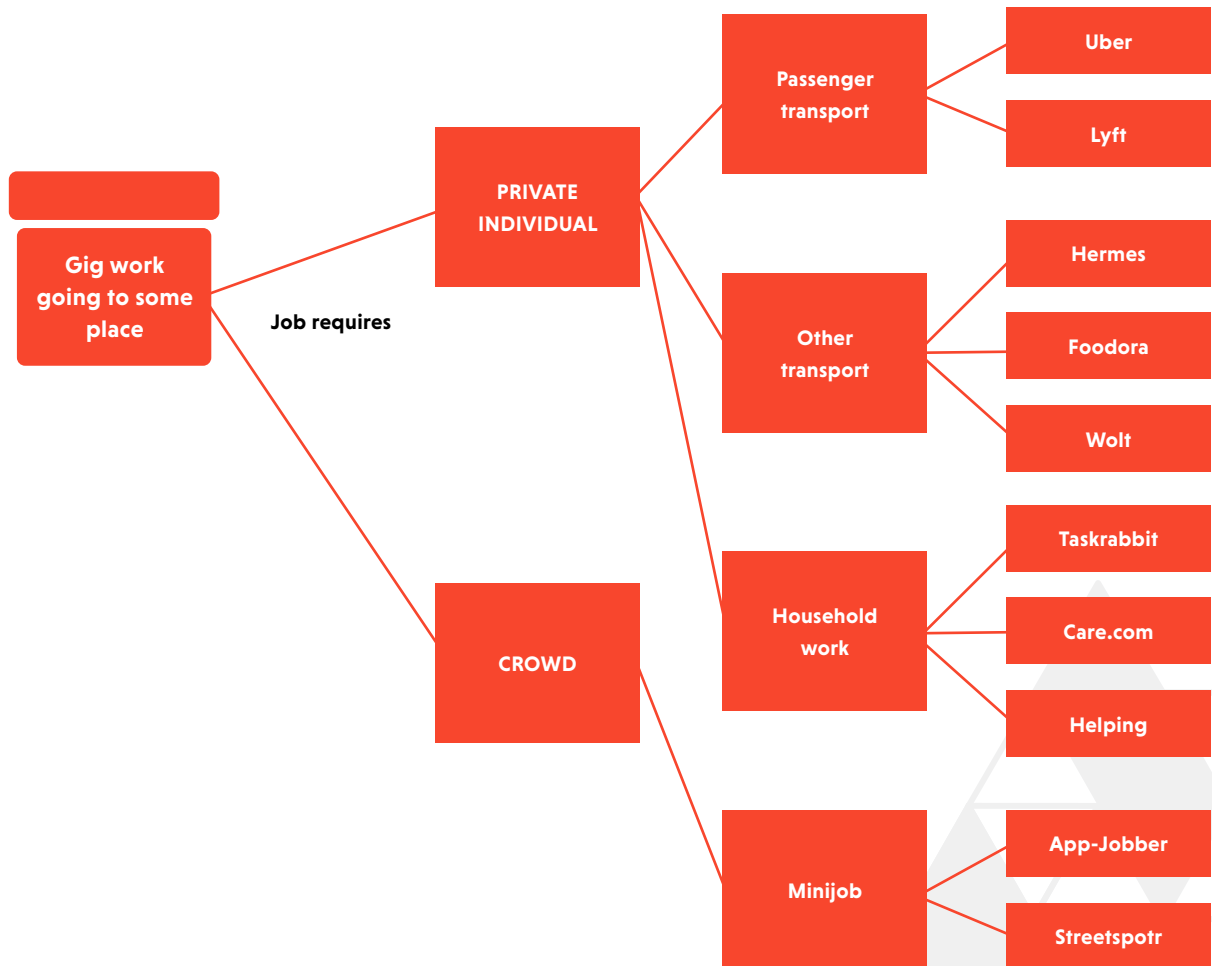 Gig work
going to some
place
Job requires
PRIVATE
INDIVIDUAL
CROWD
Passenger
transport
Other
transport
Household
work
Minijob
Uber
Lyft
Hermes
Foodora
Wolt
Taskrabbit
Care.com
Helping
App-Jobber
Streetspotr